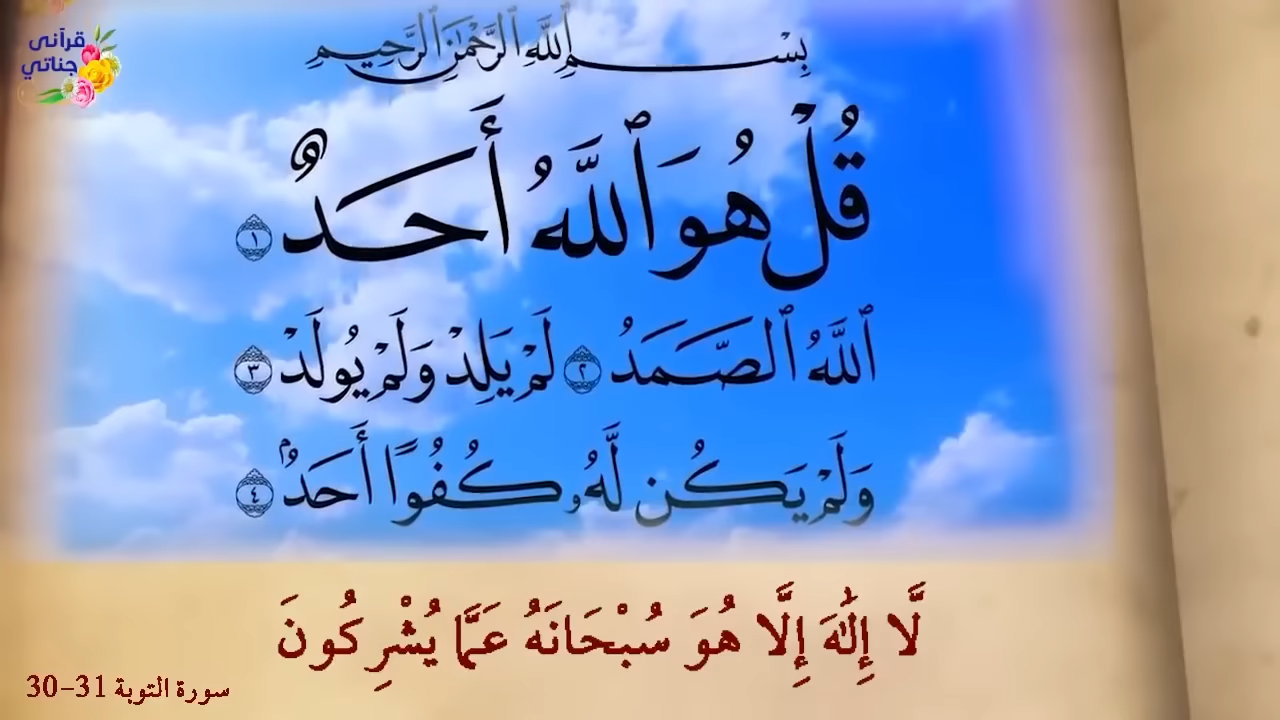 قرآنى
جناتي
بِسْمِ ٱللَّهِ ٱلرَّحْمَٰنِ ٱلرَّحِيمِ
قُلْ هُوَ ٱللَّهُ أَحَدٌ ١
ٱللَّهُ ٱلصَّمَدُ ٢ لَمْ يَلِدْ وَلَمْ يُولَدْ ٣
وَلَمْ يَكُن لَّهُۥ كُفُوًا أَحَدٌۢ ٤
لَّا إِلَٰهَ إِلَّا هُوَ سُبْحَانَهُ عَمَّا يُشْرِكُونَ
سورة التوبة 31-30